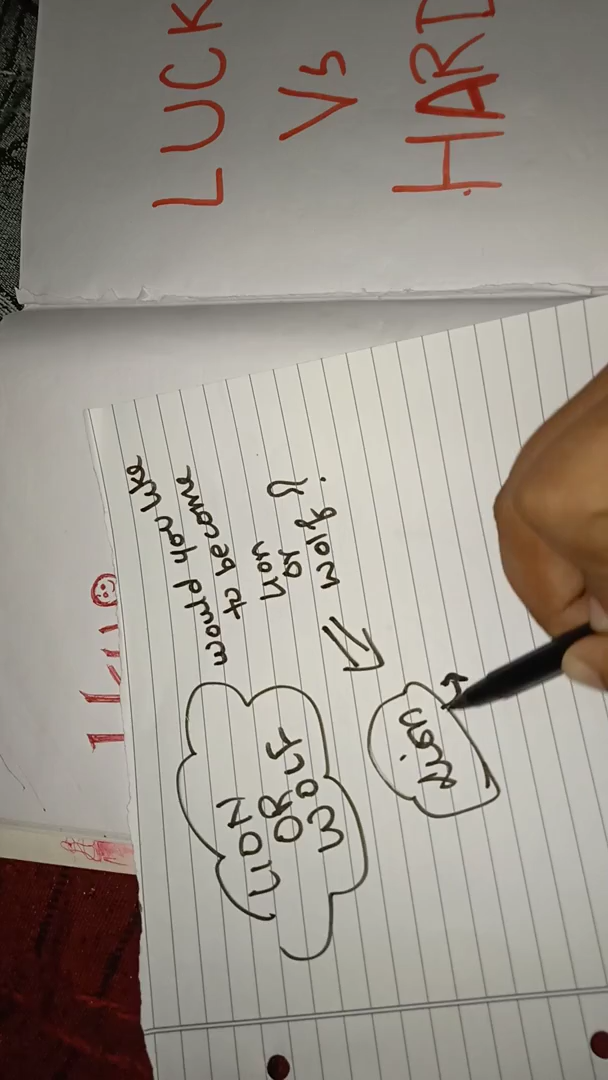 LUCK
Vs
HARD
LION
OR
WOLF
would you like
to become
lion
or
wolf?
Lion